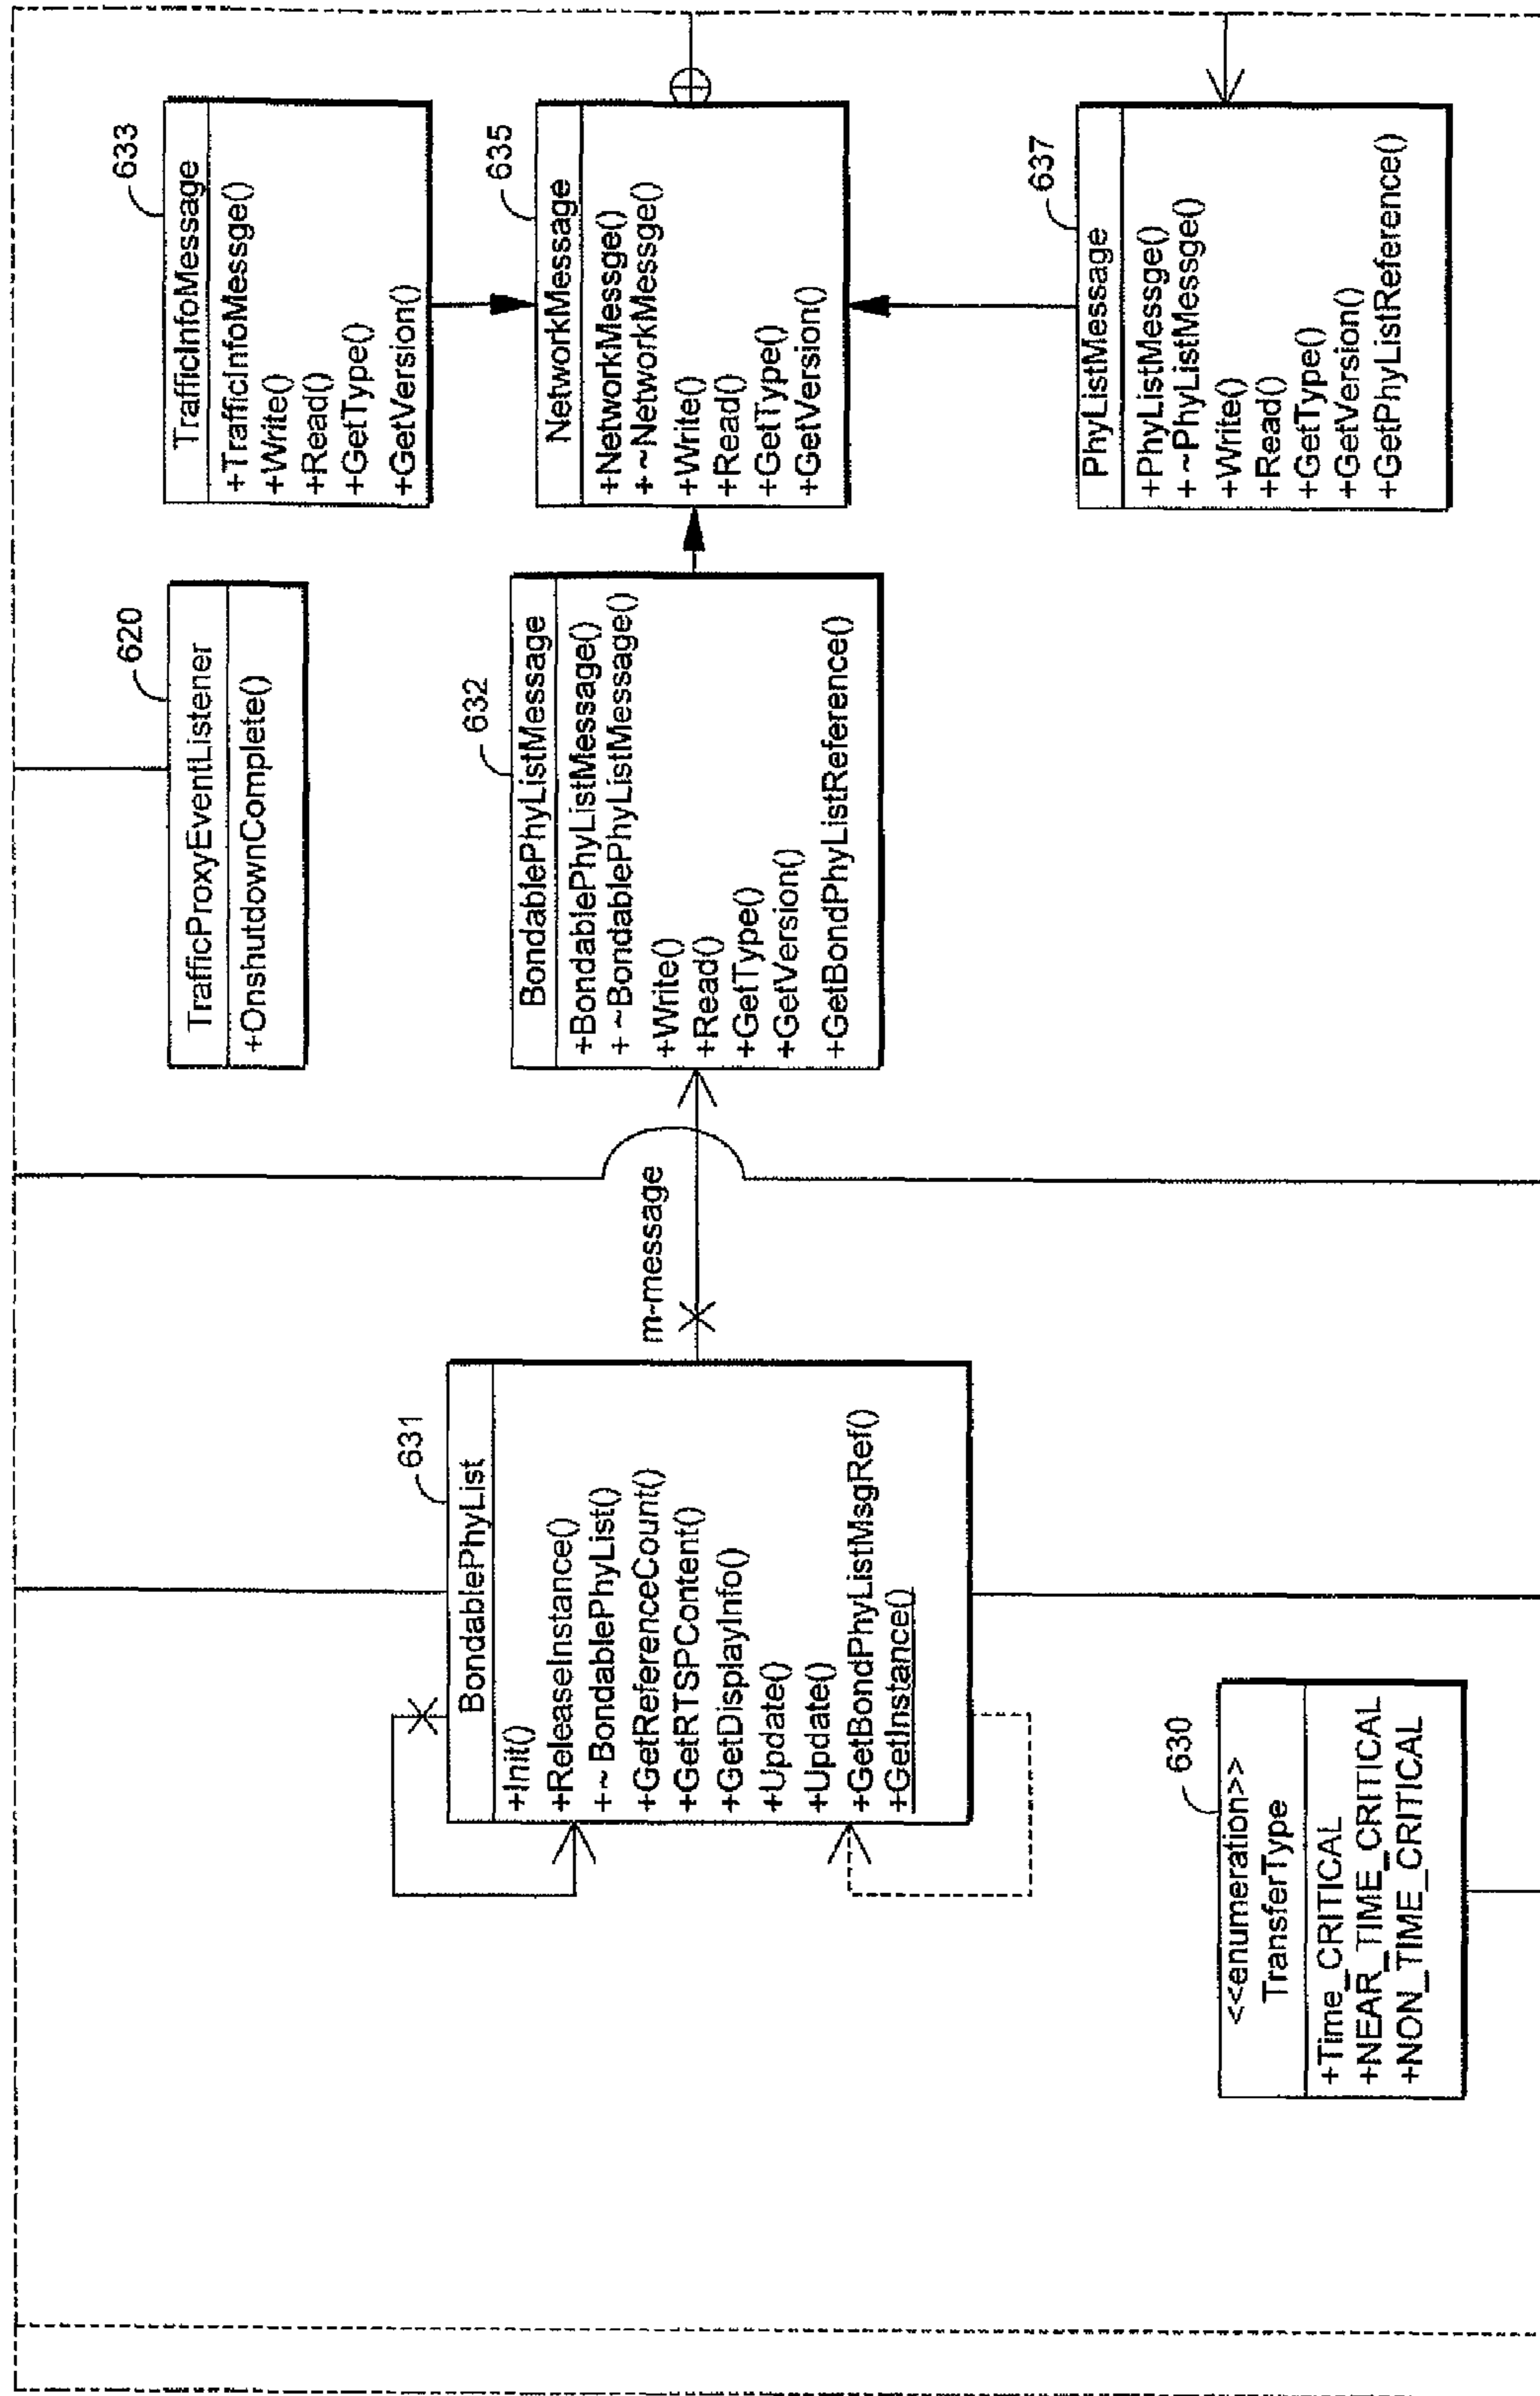 633
TrafficInfoMessage
+TrafficInfoMessge()
+Write()
+Read()
+GetType()
+GetVersion()
635
NetworkMessage
+NetworkMessge()
+~NetworkMessge()
+Write()
+Read()
+GetType()
+GetVersion()
637
PhyListMessage
+PhyListMessge()
+~PhyListMessge()
+Write()
+Read()
+GetType()
+GetVersion()
+GetPhyListReference()
620
TrafficProxyEventListener
+OnshutdownComplete()
632
BondablePhyListMessage
+BondablePhyListMessage()
+~BondablePhyListMessage()
+Write()
+Read()
+GetType()
+GetVersion()
+GetBondPhyListReference()
m-message
631
BondablePhyList
+Init()
+ReleaseInstance()
+~BondablePhyList()
+GetReferenceCount()
+GetRTSPContent()
+GetDisplayInfo()
+Update()
+Update()
+GetBondPhyListMsgRef()
+GetInstance()
630
<<enumeration>>
TransferType
+Time_CRITICAL
+NEAR_TIME_CRITICAL
+NON_TIME_CRITICAL